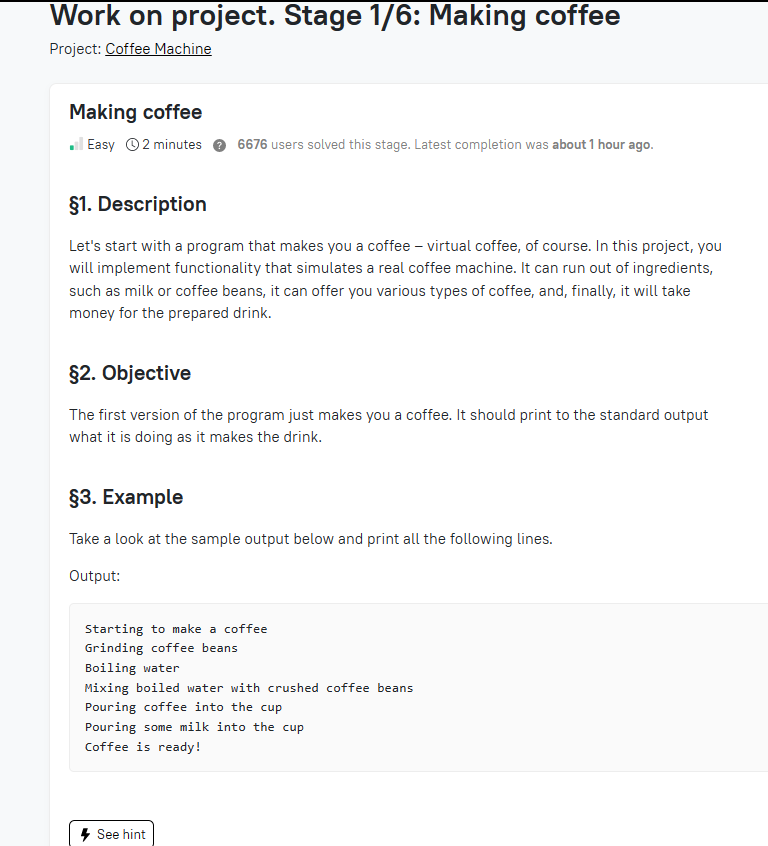 Work on project. Stage 1/6: Making coffee
Project: Coffee Machine
Making coffee
Easy 2 minutes ? 6676 users solved this stage. Latest completion was about 1 hour ago.
§1. Description
Let's start with a program that makes you a coffee – virtual coffee, of course. In this project, you
will implement functionality that simulates a real coffee machine. It can run out of ingredients,
such as milk or coffee beans, it can offer you various types of coffee, and, finally, it will take
money for the prepared drink.
§2. Objective
The first version of the program just makes you a coffee. It should print to the standard output
what it is doing as it makes the drink.
§3. Example
Take a look at the sample output below and print all the following lines.
Output:
Starting to make a coffee
Grinding coffee beans
Boiling water
Mixing boiled water with crushed coffee beans
Pouring coffee into the cup
Pouring some milk into the cup
Coffee is ready!
See hint